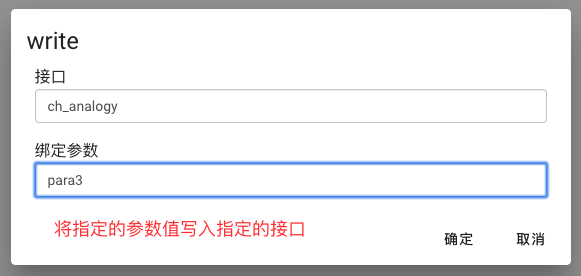 write
接口
ch_analogy
绑定参数
para3
将指定的参数值写入指定的接口
确定 取消